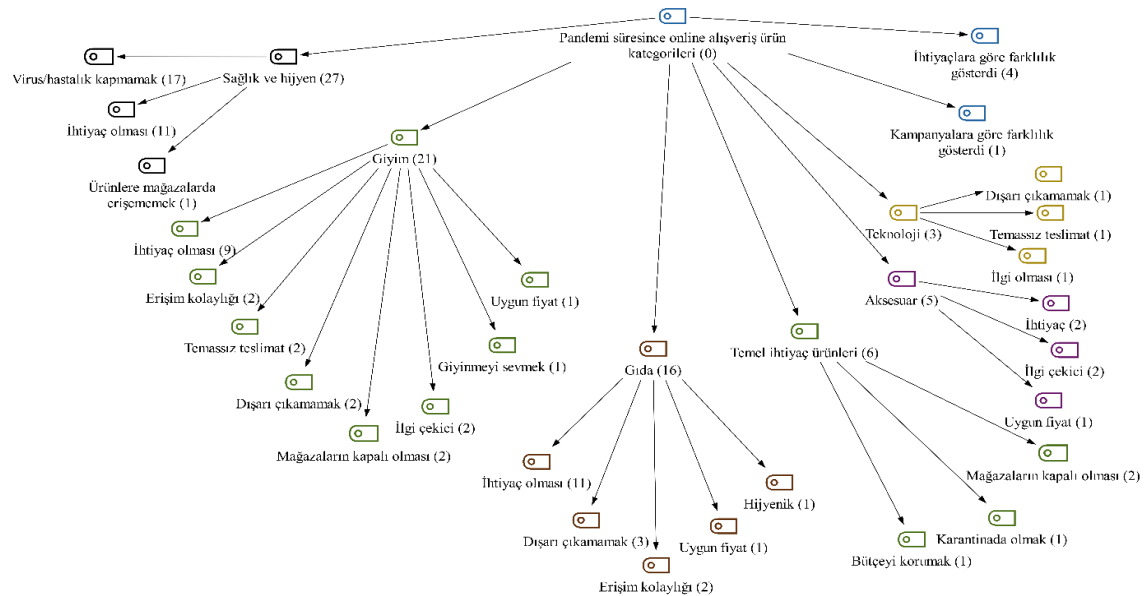 Pandemi süresince online alışveriş ürün
kategorileri (0)
İhtiyaçlara göre farklılık
gösterdi (4)
Kampanyalara göre farklılık
gösterdi (1)
Virus/hastalık kapmamak (17)
Sağlık ve hijyen (27)
İhtiyaç olması (11)
Ürünlere mağazalarda
erişememek (1)
Giyim (21)
İhtiyaç olması (9)
Erişim kolaylığı (2)
Temassız teslimat (2)
Dışarı çıkamamak (2)
Mağazaların kapalı olması (2)
İlgi çekici (2)
Giyinmeyi sevmek (1)
Uygun fiyat (1)
Gıda (16)
İhtiyaç olması (11)
Dışarı çıkamamak (3)
Erişim kolaylığı (2)
Uygun fiyat (1)
Hijyenik (1)
Temel ihtiyaç ürünleri (6)
Bütçeyi korumak (1)
Karantinada olmak (1)
Mağazaların kapalı olması (2)
Aksesuar (5)
İhtiyaç (2)
İlgi çekici (2)
Uygun fiyat (1)
Teknoloji (3)
Dışarı çıkamamak (1)
Temassız teslimat (1)
İlgi olması (1)